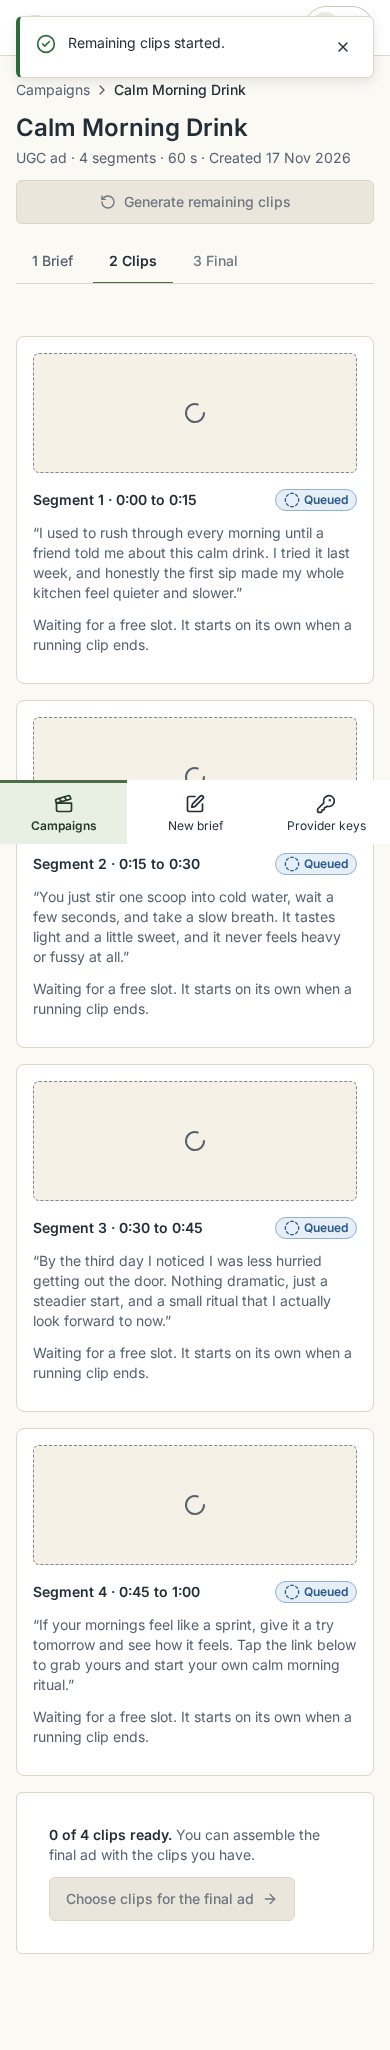 Remaining clips started.
Campaigns > Calm Morning Drink
Calm Morning Drink
UGC ad · 4 segments · 60 s · Created 17 Nov 2026
Generate remaining clips
1 Brief 2 Clips 3 Final
Segment 1 · 0:00 to 0:15 Queued
“I used to rush through every morning until a
friend told me about this calm drink. I tried it last
week, and honestly the first sip made my whole
kitchen feel quieter and slower.”
Waiting for a free slot. It starts on its own when a
running clip ends.
Campaigns New brief Provider keys
Segment 2 · 0:15 to 0:30 Queued
“You just stir one scoop into cold water, wait a
few seconds, and take a slow breath. It tastes
light and a little sweet, and it never feels heavy
or fussy at all.”
Waiting for a free slot. It starts on its own when a
running clip ends.
Segment 3 · 0:30 to 0:45 Queued
“By the third day I noticed I was less hurried
getting out the door. Nothing dramatic, just a
steadier start, and a small ritual that I actually
look forward to now.”
Waiting for a free slot. It starts on its own when a
running clip ends.
Segment 4 · 0:45 to 1:00 Queued
“If your mornings feel like a sprint, give it a try
tomorrow and see how it feels. Tap the link below
to grab yours and start your own calm morning
ritual.”
Waiting for a free slot. It starts on its own when a
running clip ends.
0 of 4 clips ready. You can assemble the
final ad with the clips you have.
Choose clips for the final ad